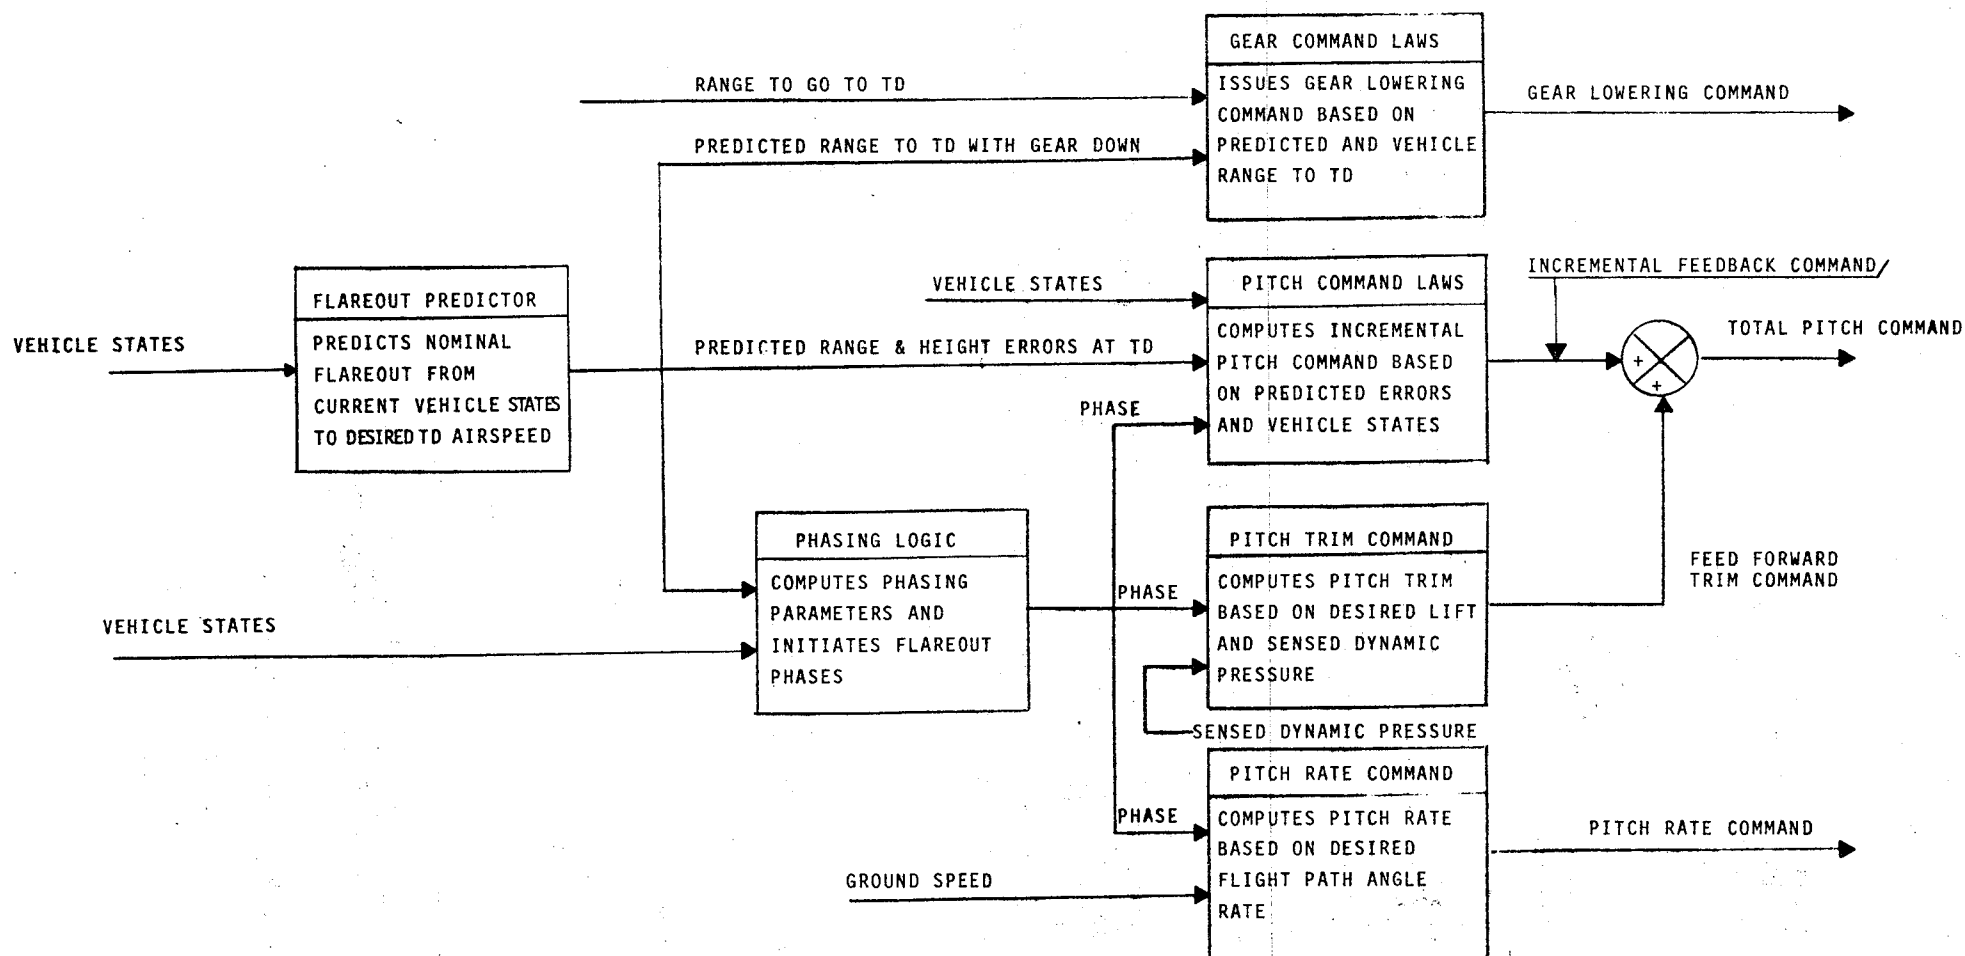 GEAR COMMAND LAWS
ISSUES GEAR LOWERING
COMMAND BASED ON
PREDICTED AND VEHICLE
RANGE TO TD
RANGE TO GO TO TD
PREDICTED RANGE TO TD WITH GEAR DOWN
GEAR LOWERING COMMAND
VEHICLE STATES
FLAREOUT PREDICTOR
PREDICTS NOMINAL
FLAREOUT FROM
CURRENT VEHICLE STATES
TO DESIRED TD AIRSPEED
VEHICLE STATES
PREDICTED RANGE & HEIGHT ERRORS AT TD
PHASE
PITCH COMMAND LAWS
COMPUTES INCREMENTAL
PITCH COMMAND BASED
ON PREDICTED ERRORS
AND VEHICLE STATES
INCREMENTAL FEEDBACK COMMAND/
+
+
TOTAL PITCH COMMAND
VEHICLE STATES
PHASING LOGIC
COMPUTES PHASING
PARAMETERS AND
INITIATES FLAREOUT
PHASES
PHASE
PITCH TRIM COMMAND
COMPUTES PITCH TRIM
BASED ON DESIRED LIFT
AND SENSED DYNAMIC
PRESSURE
FEED FORWARD
TRIM COMMAND
SENSED DYNAMIC PRESSURE
PITCH RATE COMMAND
COMPUTES PITCH RATE
BASED ON DESIRED
FLIGHT PATH ANGLE
RATE
PHASE
GROUND SPEED
PITCH RATE COMMAND